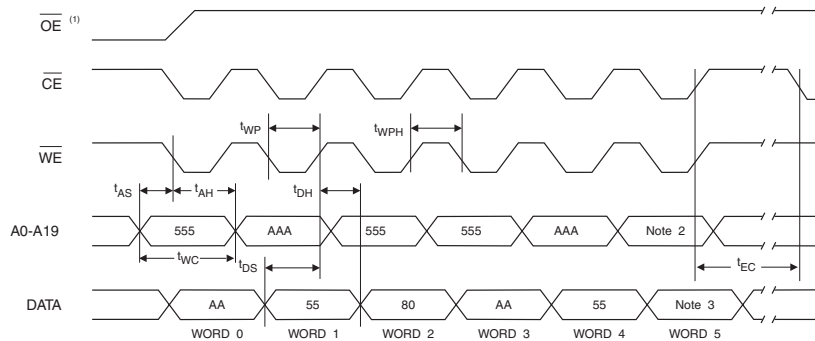 OE (1)
CE
tWP
tWPH
WE
tAS
tAH
tDH
A0-A19
555
AAA
555
555
AAA
Note 2
tWC
tDS
tEC
DATA
AA
55
80
AA
55
Note 3
WORD 0
WORD 1
WORD 2
WORD 3
WORD 4
WORD 5